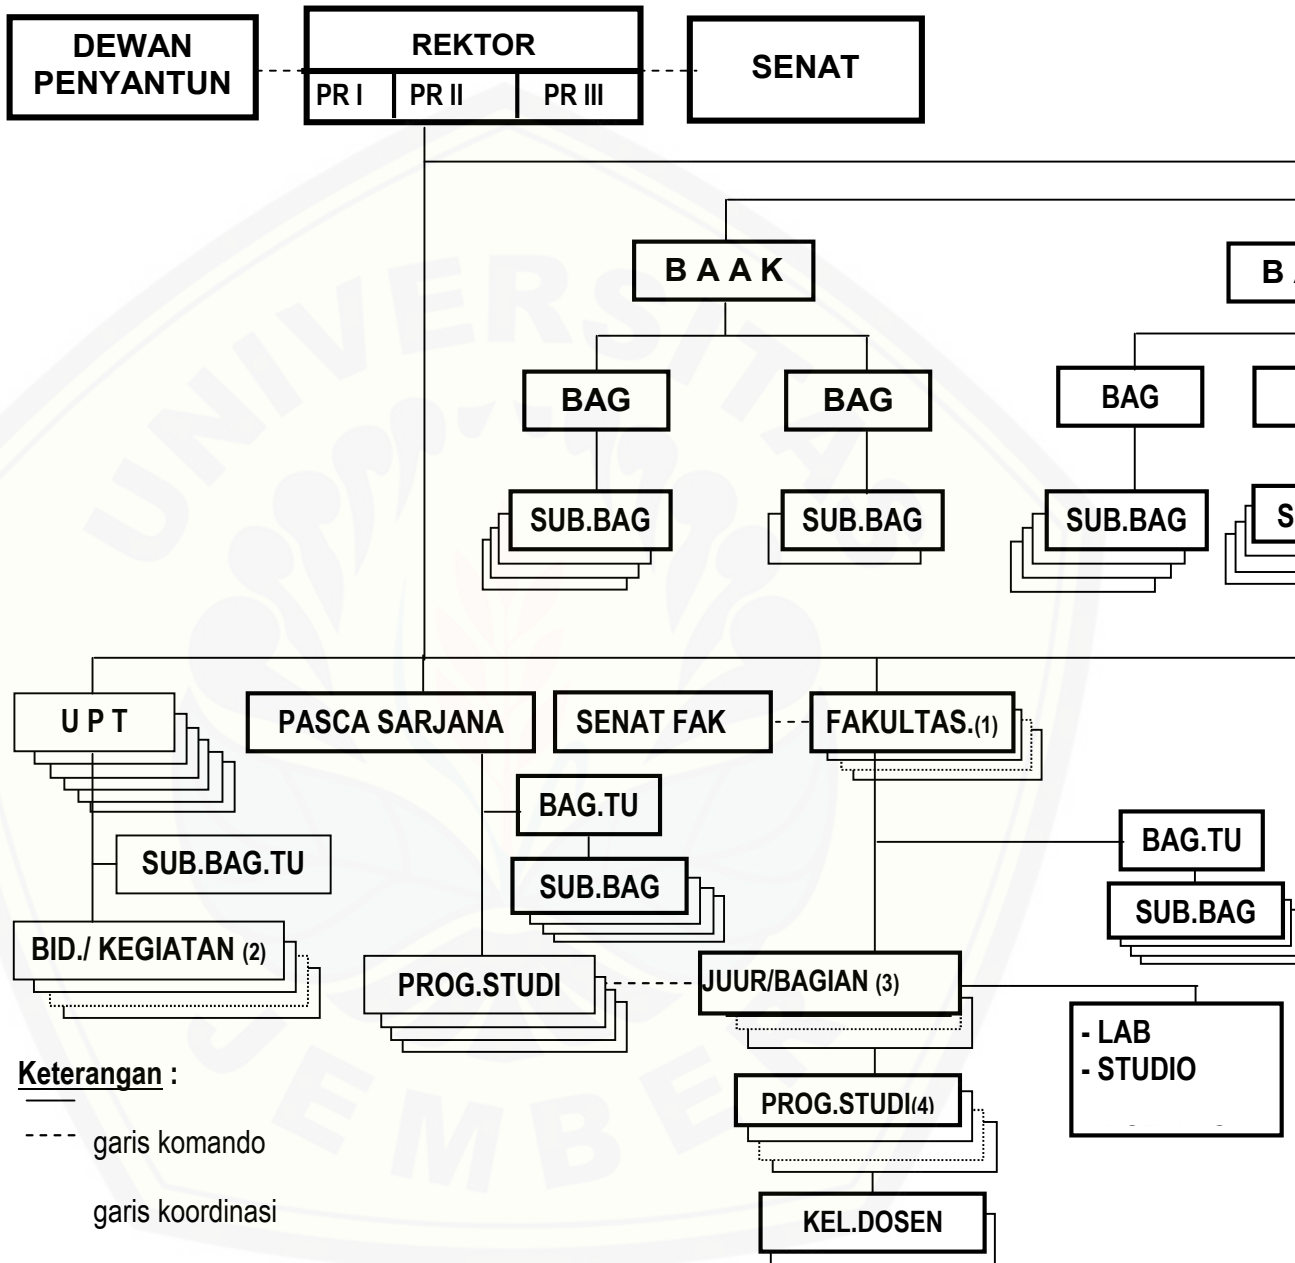 DEWAN
PENYANTUN
REKTOR
PR I
PR II
PR III
SENAT
B A A K
B
BAG
BAG
BAG
SUB.BAG
SUB.BAG
SUB.BAG
S
U P T
PASCA SARJANA
SENAT FAK
FAKULTAS.(1)
BAG.TU
SUB.BAG.TU
SUB.BAG
BAG.TU
SUB.BAG
BID./ KEGIATAN (2)
PROG.STUDI
JUUR/BAGIAN (3)
- LAB
- STUDIO
PROG.STUDI(4)
KEL.DOSEN
Keterangan :
garis komando
garis koordinasi
UNIVERSITAS
JEMBER